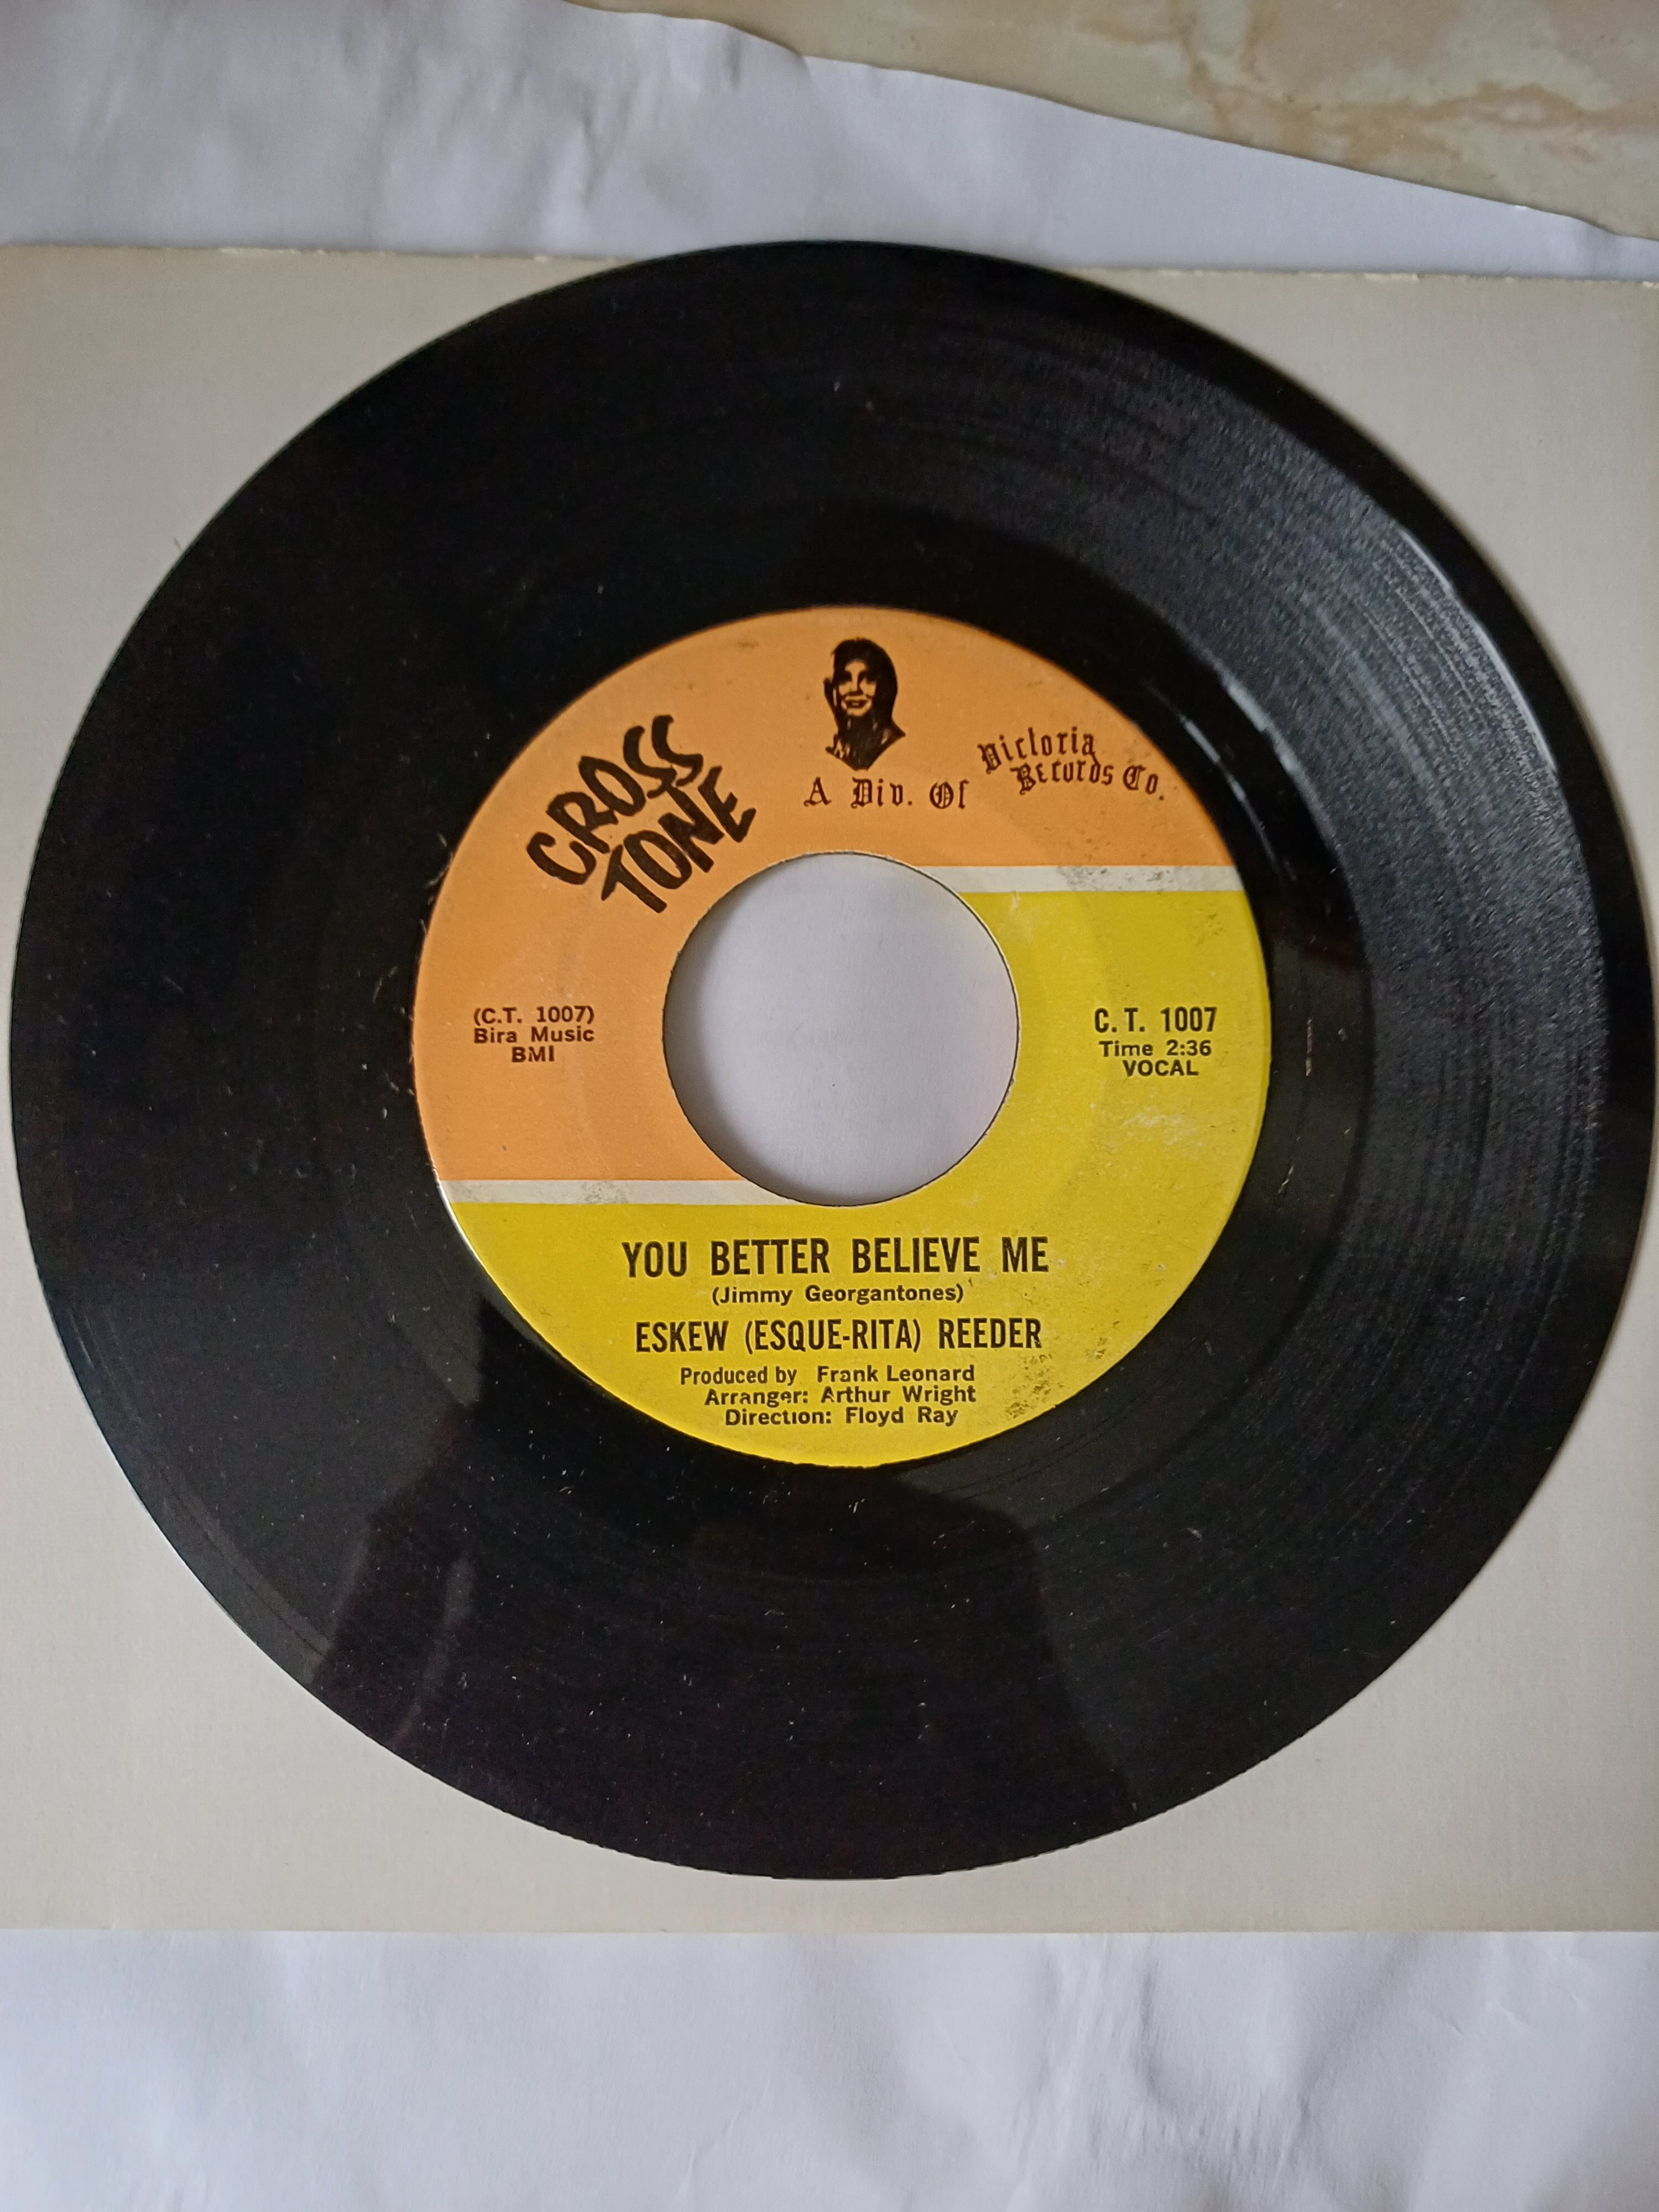 CROSS
TONE
A Div. Of
Victoria
Records Co.
(C.T. 1007)
Bira Music
BMI
C. T. 1007
Time 2:36
VOCAL
YOU BETTER BELIEVE ME
(Jimmy Georgantones)
ESKEW (ESQUE-RITA) REEDER
Produced by Frank Leonard
Arranger: Arthur Wright
Direction: Floyd Ray